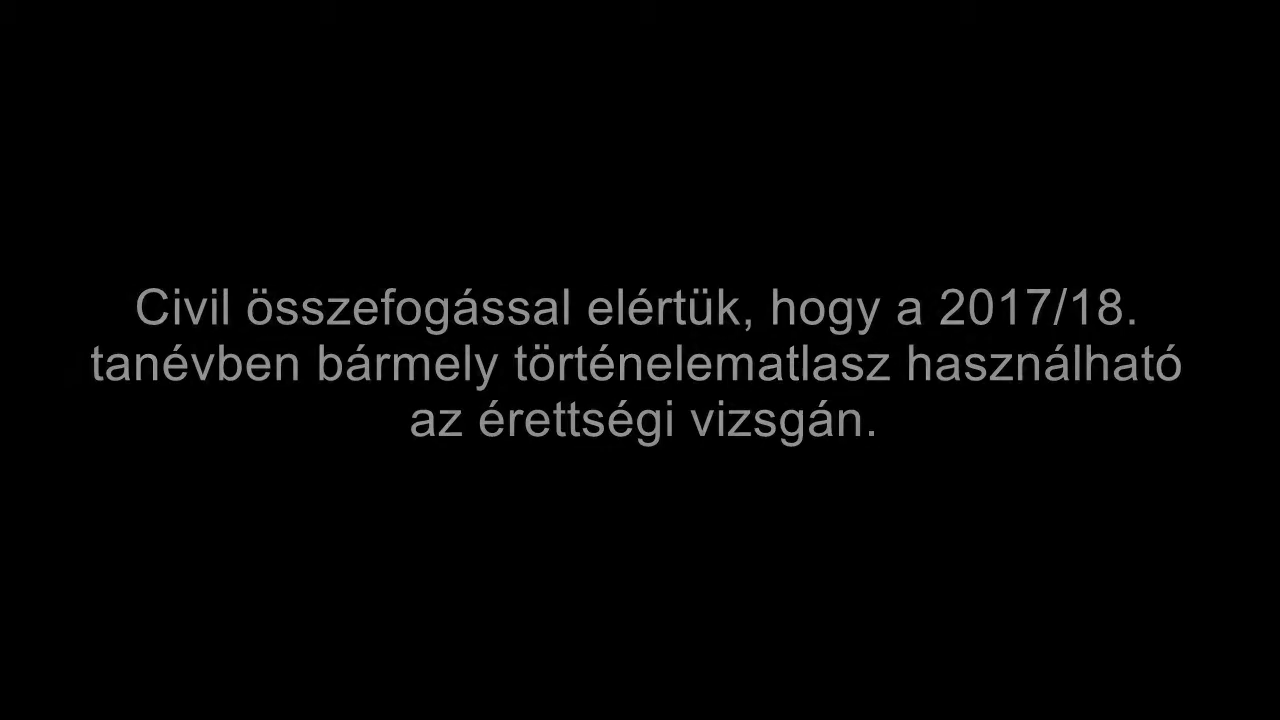 Civil összefogással elértük, hogy a 2017/18.
tanévben bármely történelematlasz használható
az érettségi vizsgán.